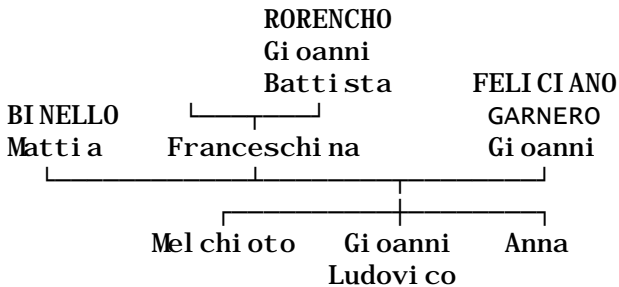 RORENCHO
Gioanni
Battista FELICIANO
BINELLO GARNERO
Mattia Franceschina Gioanni
Melchioto Gioanni Anna
Ludovico